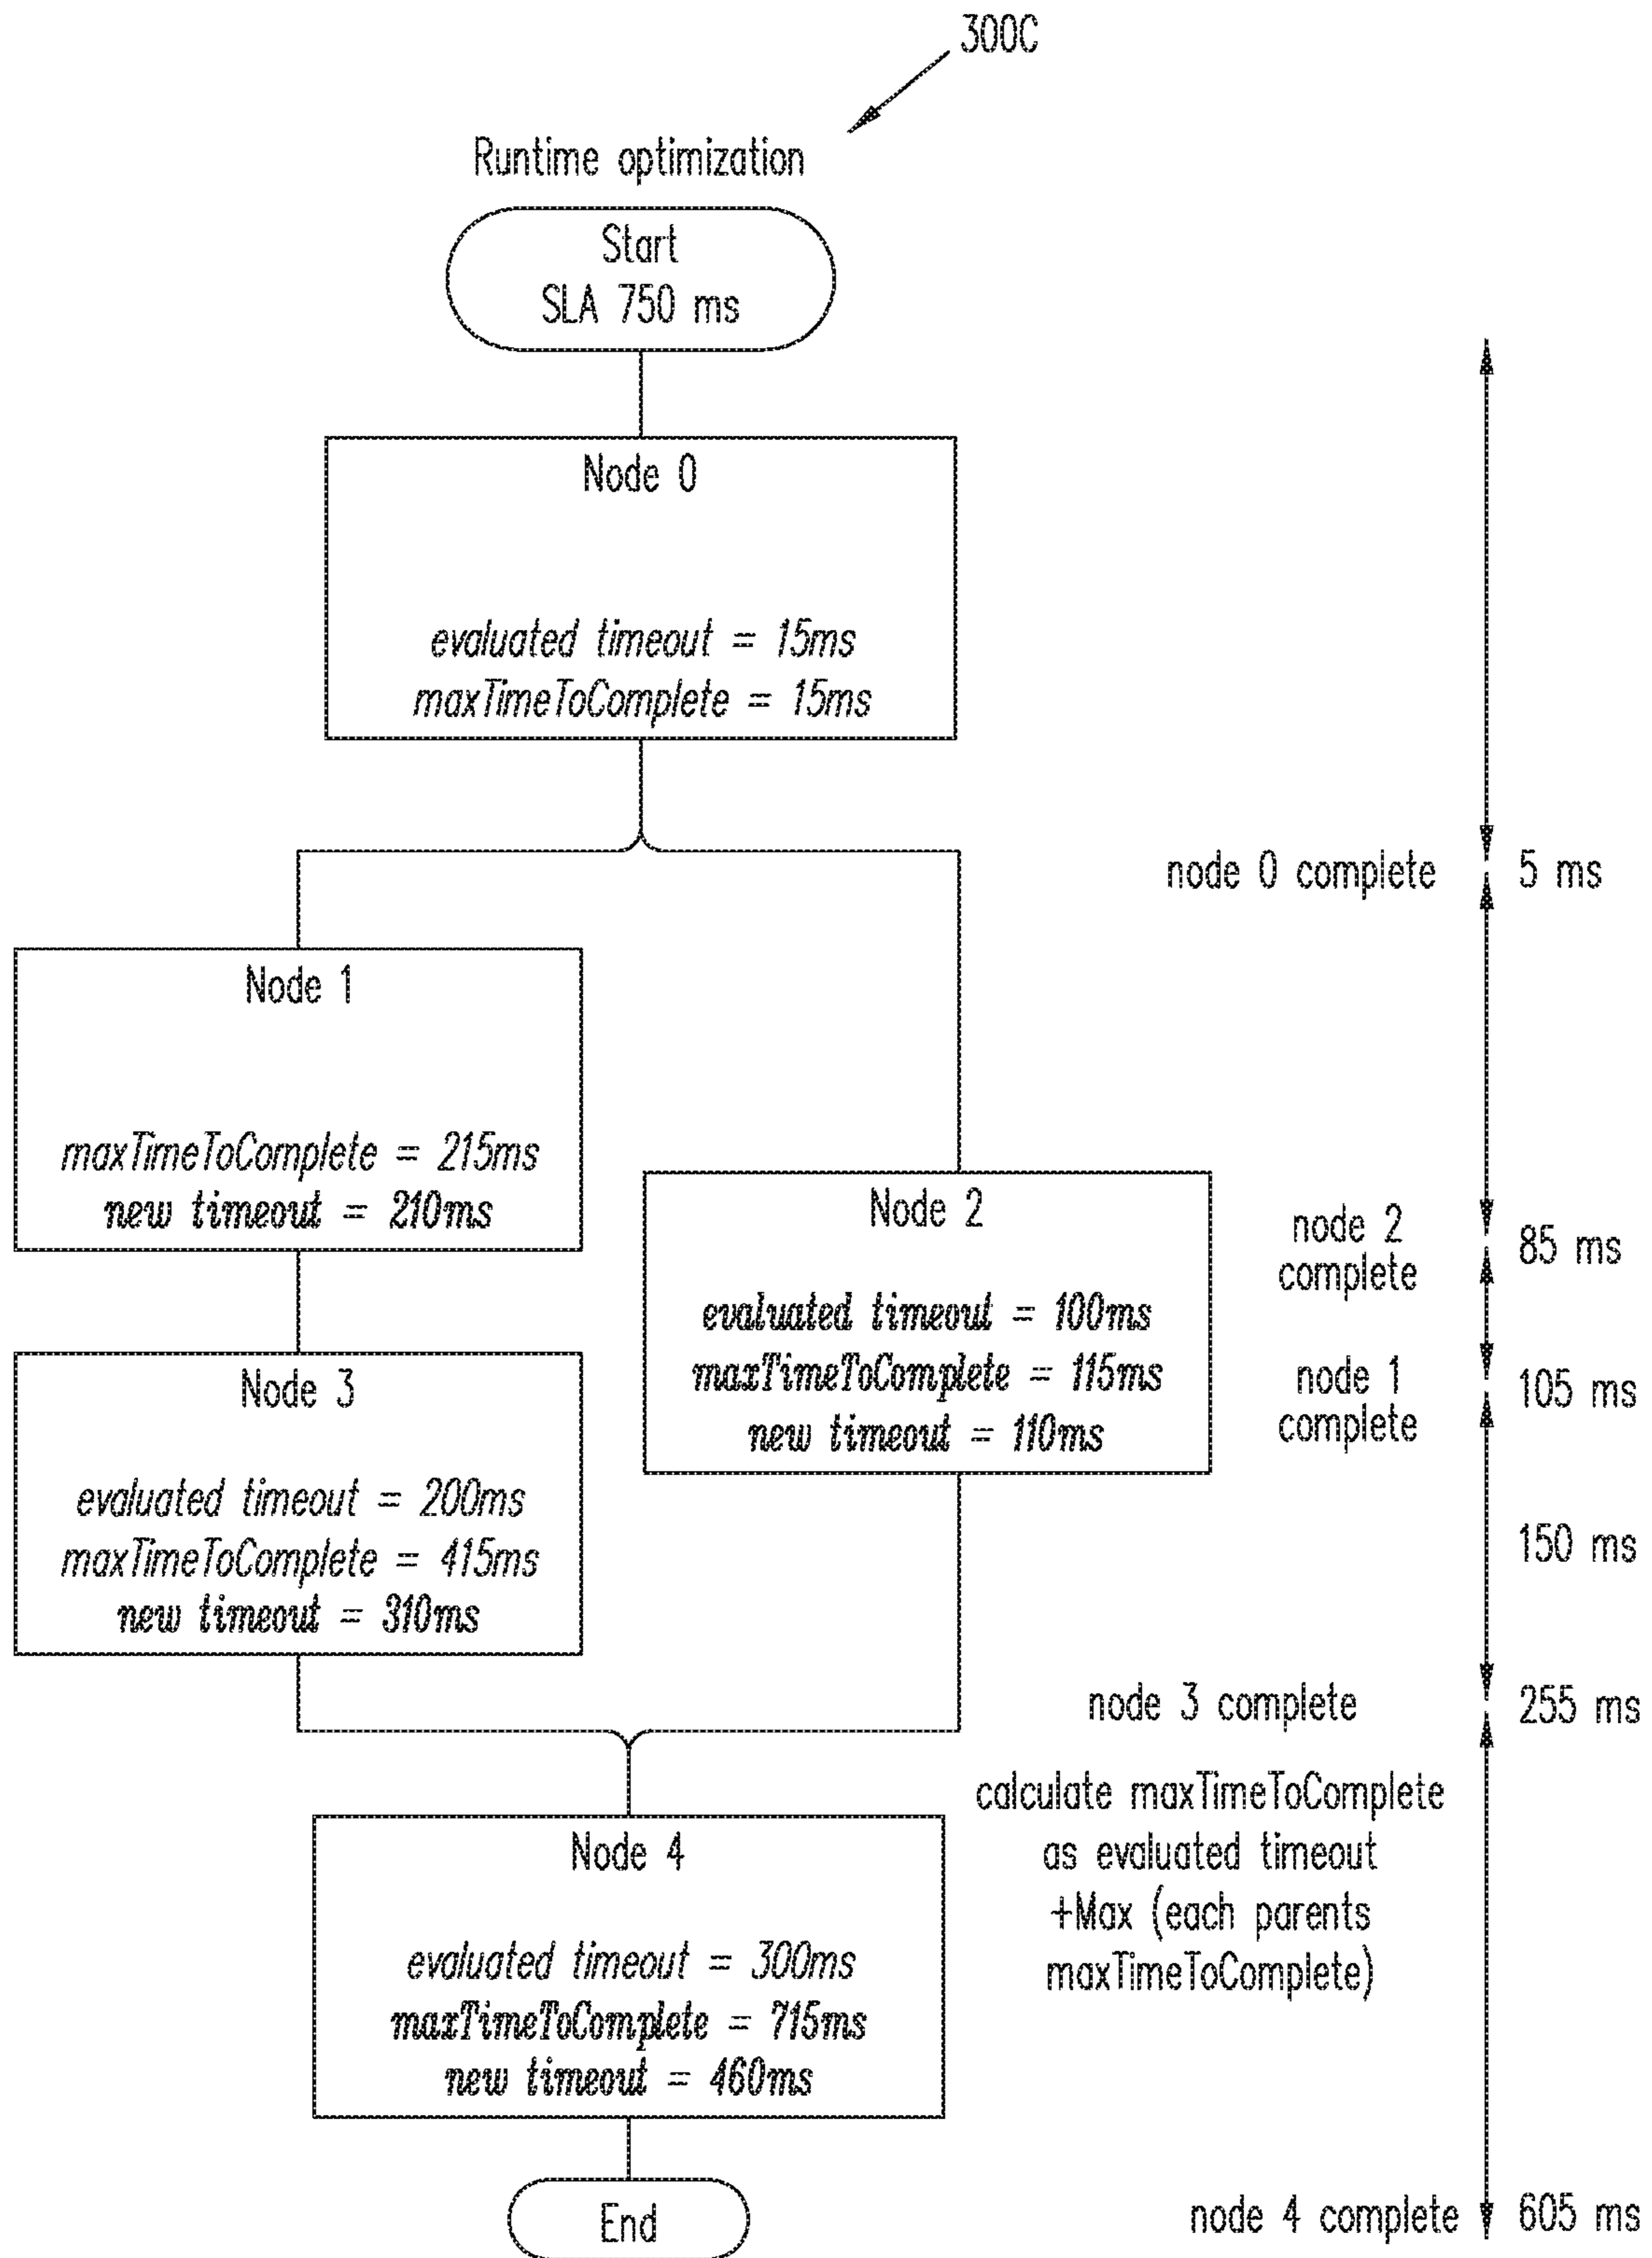 300C
Runtime optimization
Start
SLA 750 ms
Node 0
evaluated timeout = 15ms
maxTimeToComplete = 15ms
node 0 complete 5 ms
Node 1
maxTimeToComplete = 215ms
new timeout = 210ms
Node 2
evaluated timeout = 100ms
maxTimeToComplete = 115ms
new timeout = 110ms
node 2
complete
85 ms
Node 3
evaluated timeout = 200ms
maxTimeToComplete = 415ms
new timeout = 310ms
node 1
complete
105 ms
150 ms
node 3 complete 255 ms
calculate maxTimeToComplete
as evaluated timeout
+Max (each parents
maxTimeToComplete)
Node 4
evaluated timeout = 300ms
maxTimeToComplete = 715ms
new timeout = 460ms
End
node 4 complete 605 ms